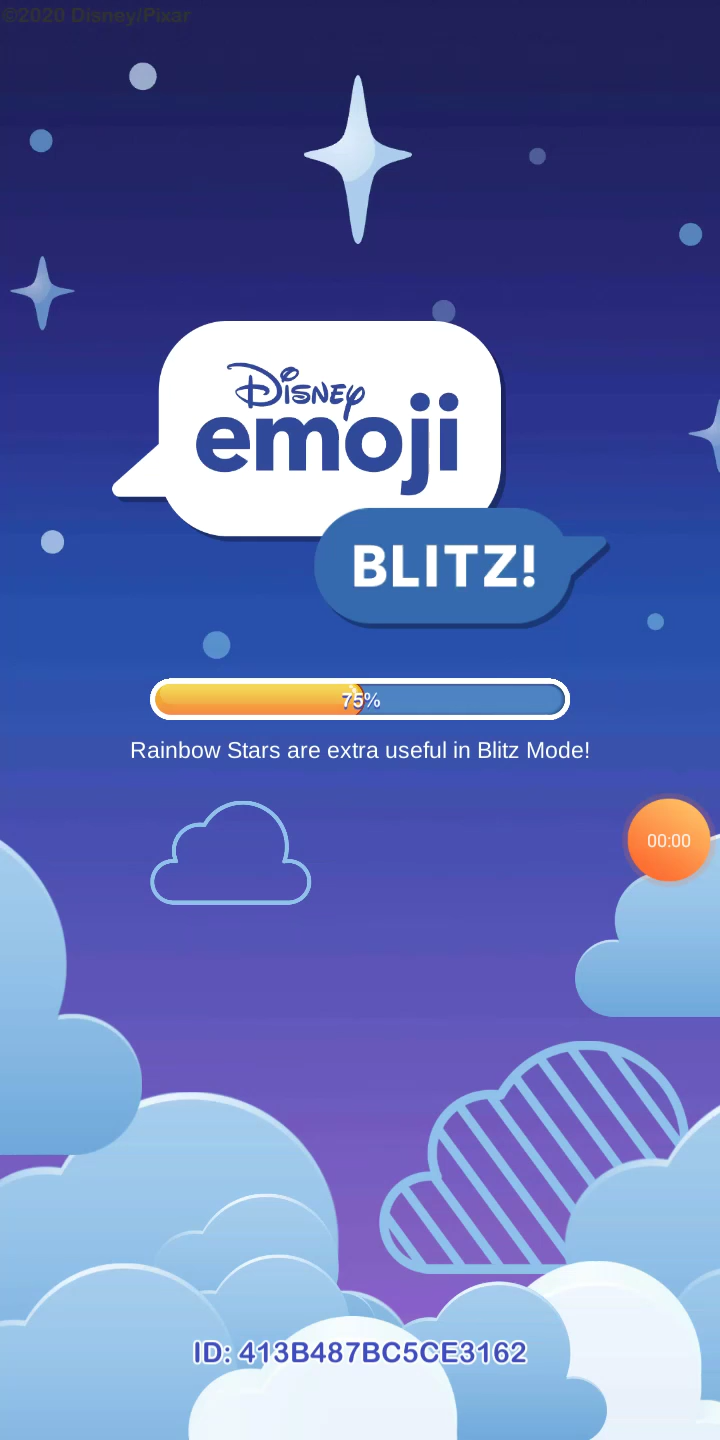 ©2020 Disney/Pixar
Disney
emoji
BLITZ!
75%
Rainbow Stars are extra useful in Blitz Mode!
00:00
ID: 413B487BC5CE3162